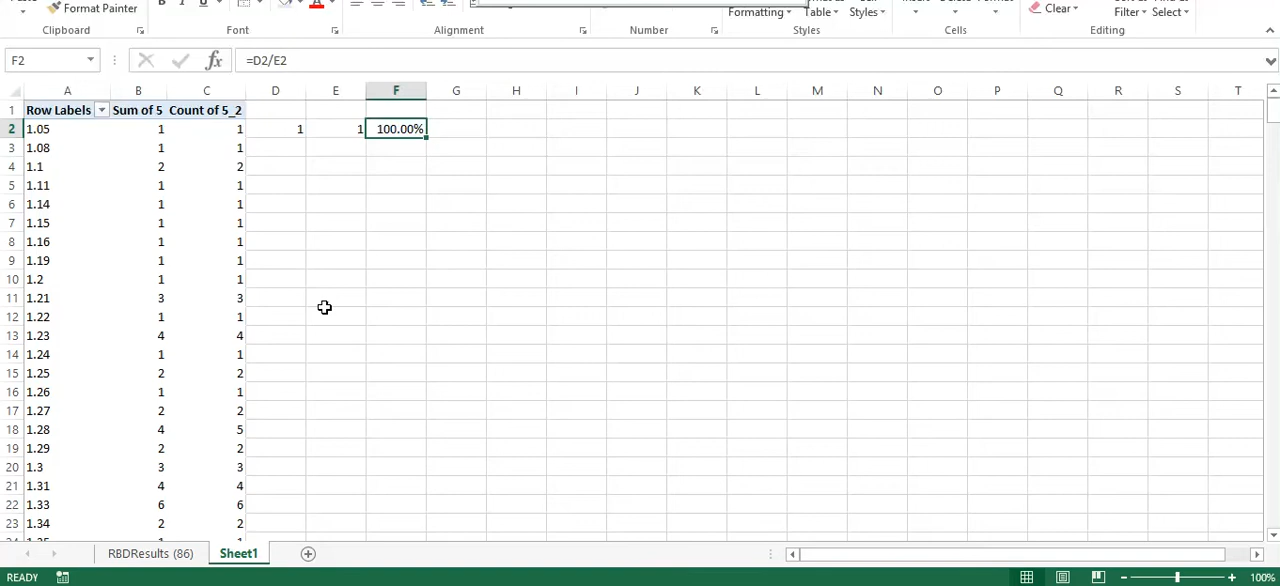 Format Painter
Formatting Table Styles
Clear
Filter Select
Clipboard Font Alignment Number Styles Cells Editing
F2 fx =D2/E2
A B C D E F G H I J K L M N O P Q R S T
1 Row Labels Sum of 5 Count of 5_2
2 1.05 1 1 1 1 100.00%
3 1.08 1 1
4 1.1 2 2
5 1.11 1 1
6 1.14 1 1
7 1.15 1 1
8 1.16 1 1
9 1.19 1 1
10 1.2 1 1
11 1.21 3 3
12 1.22 1 1
13 1.23 4 4
14 1.24 1 1
15 1.25 2 2
16 1.26 1 1
17 1.27 2 2
18 1.28 4 5
19 1.29 2 2
20 1.3 3 3
21 1.31 4 4
22 1.33 6 6
23 1.34 2 2
RBDResults (86) Sheet1
READY 100%